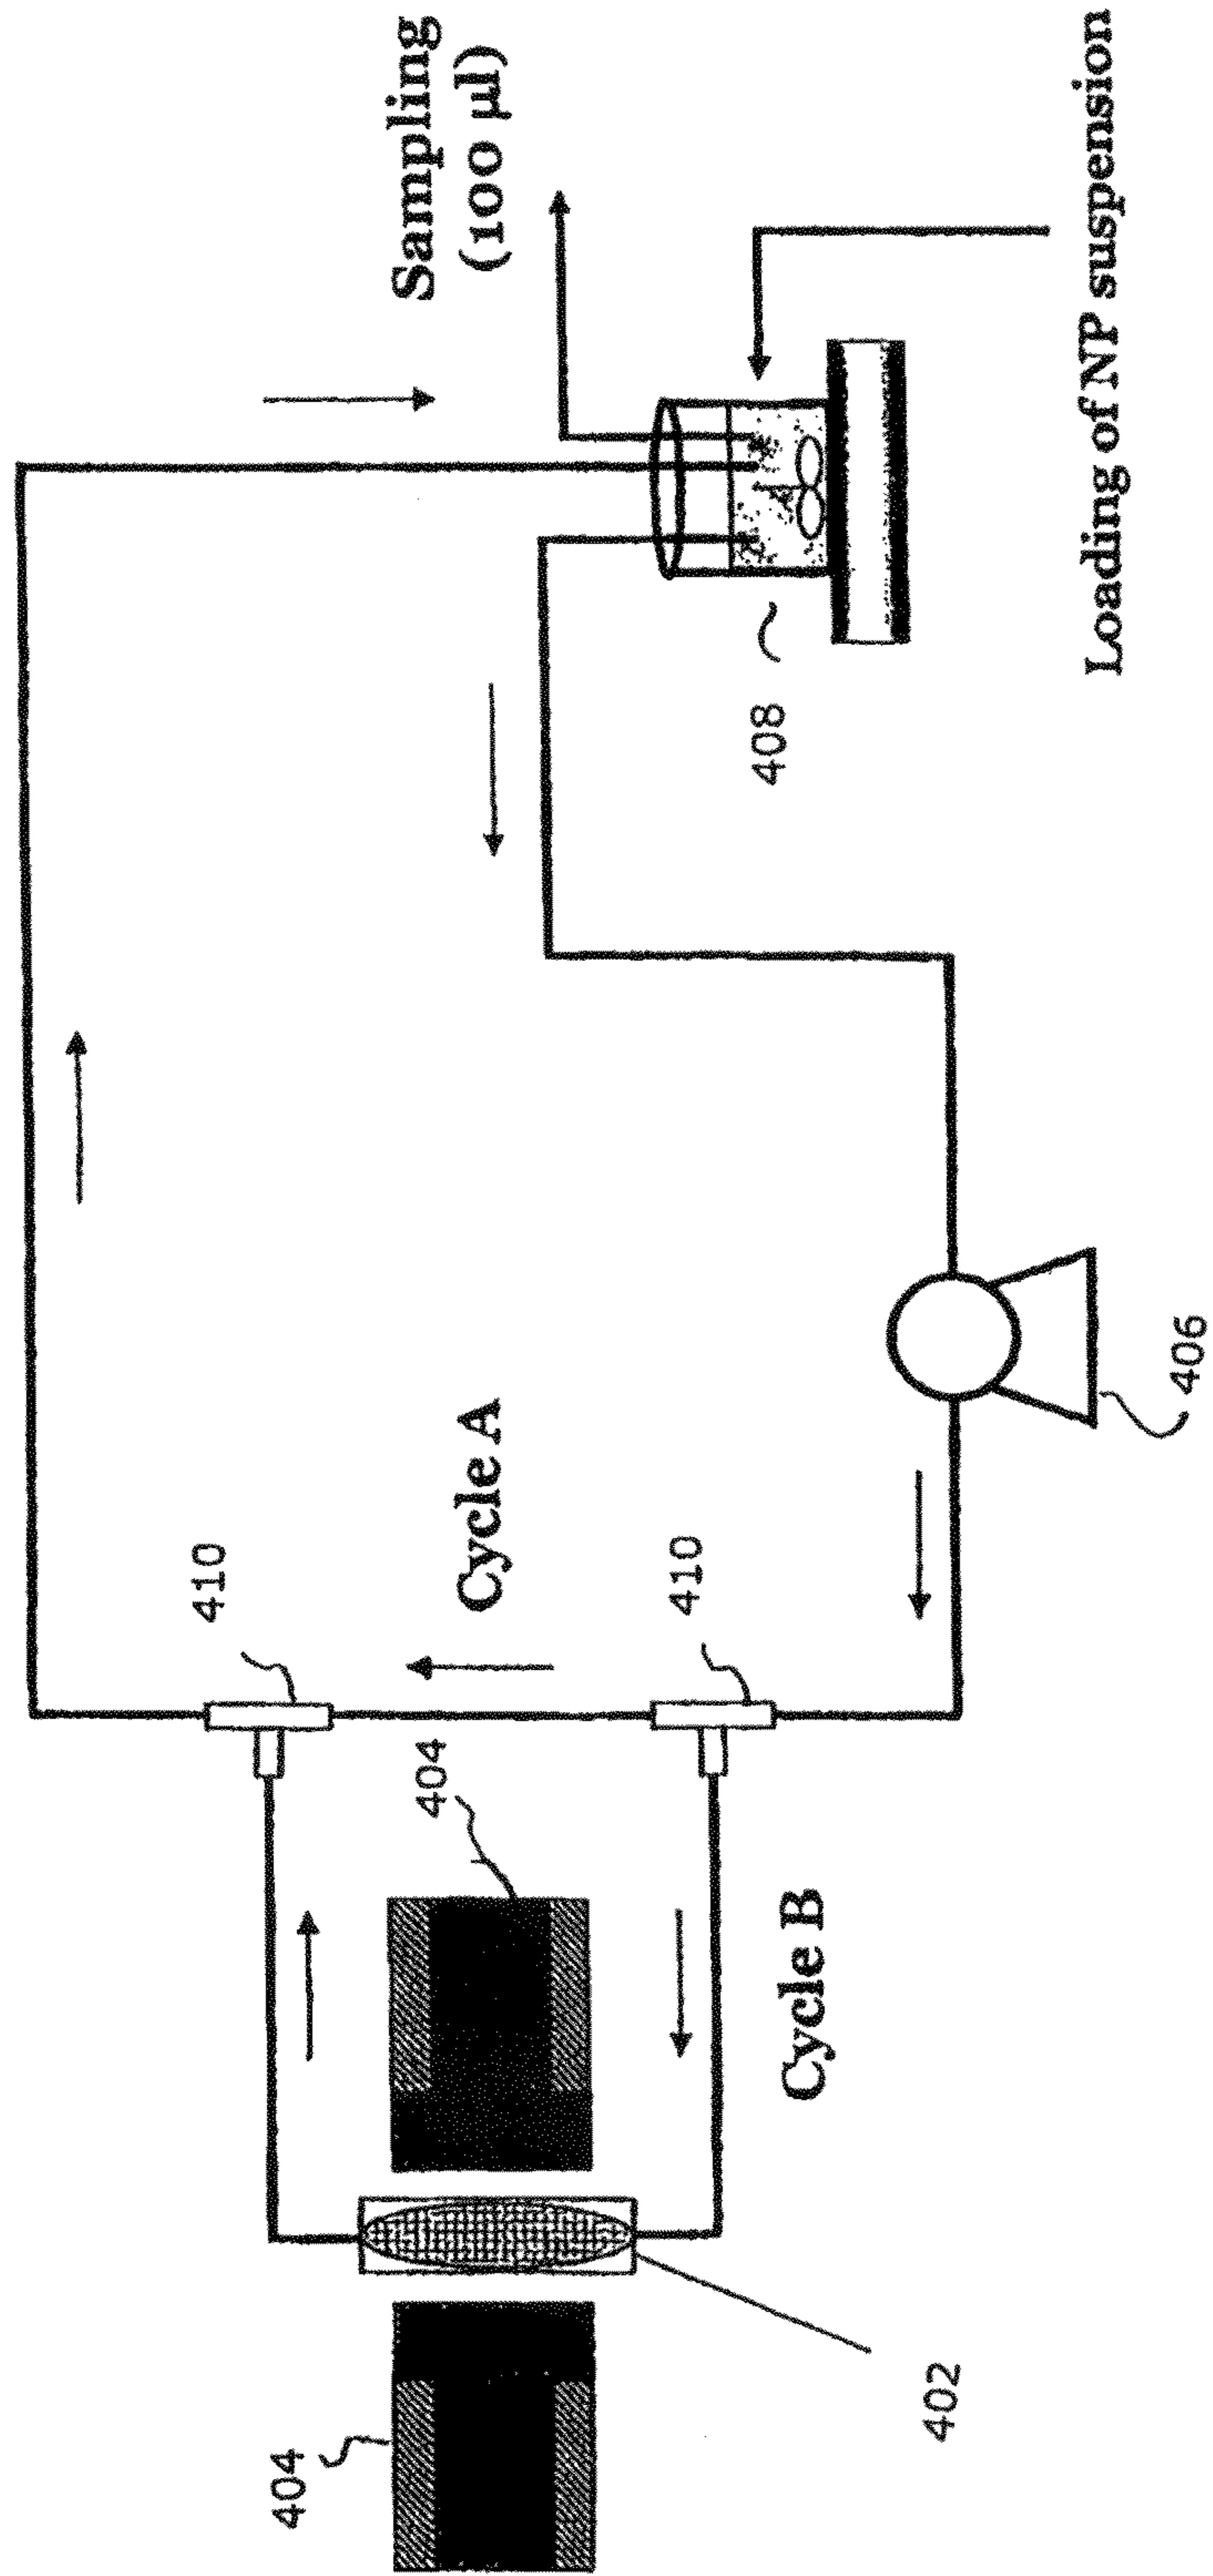 Sampling
(100 µl)
Loading of NP suspension
408
406
Cycle A
410
410
404
Cycle B
404
402